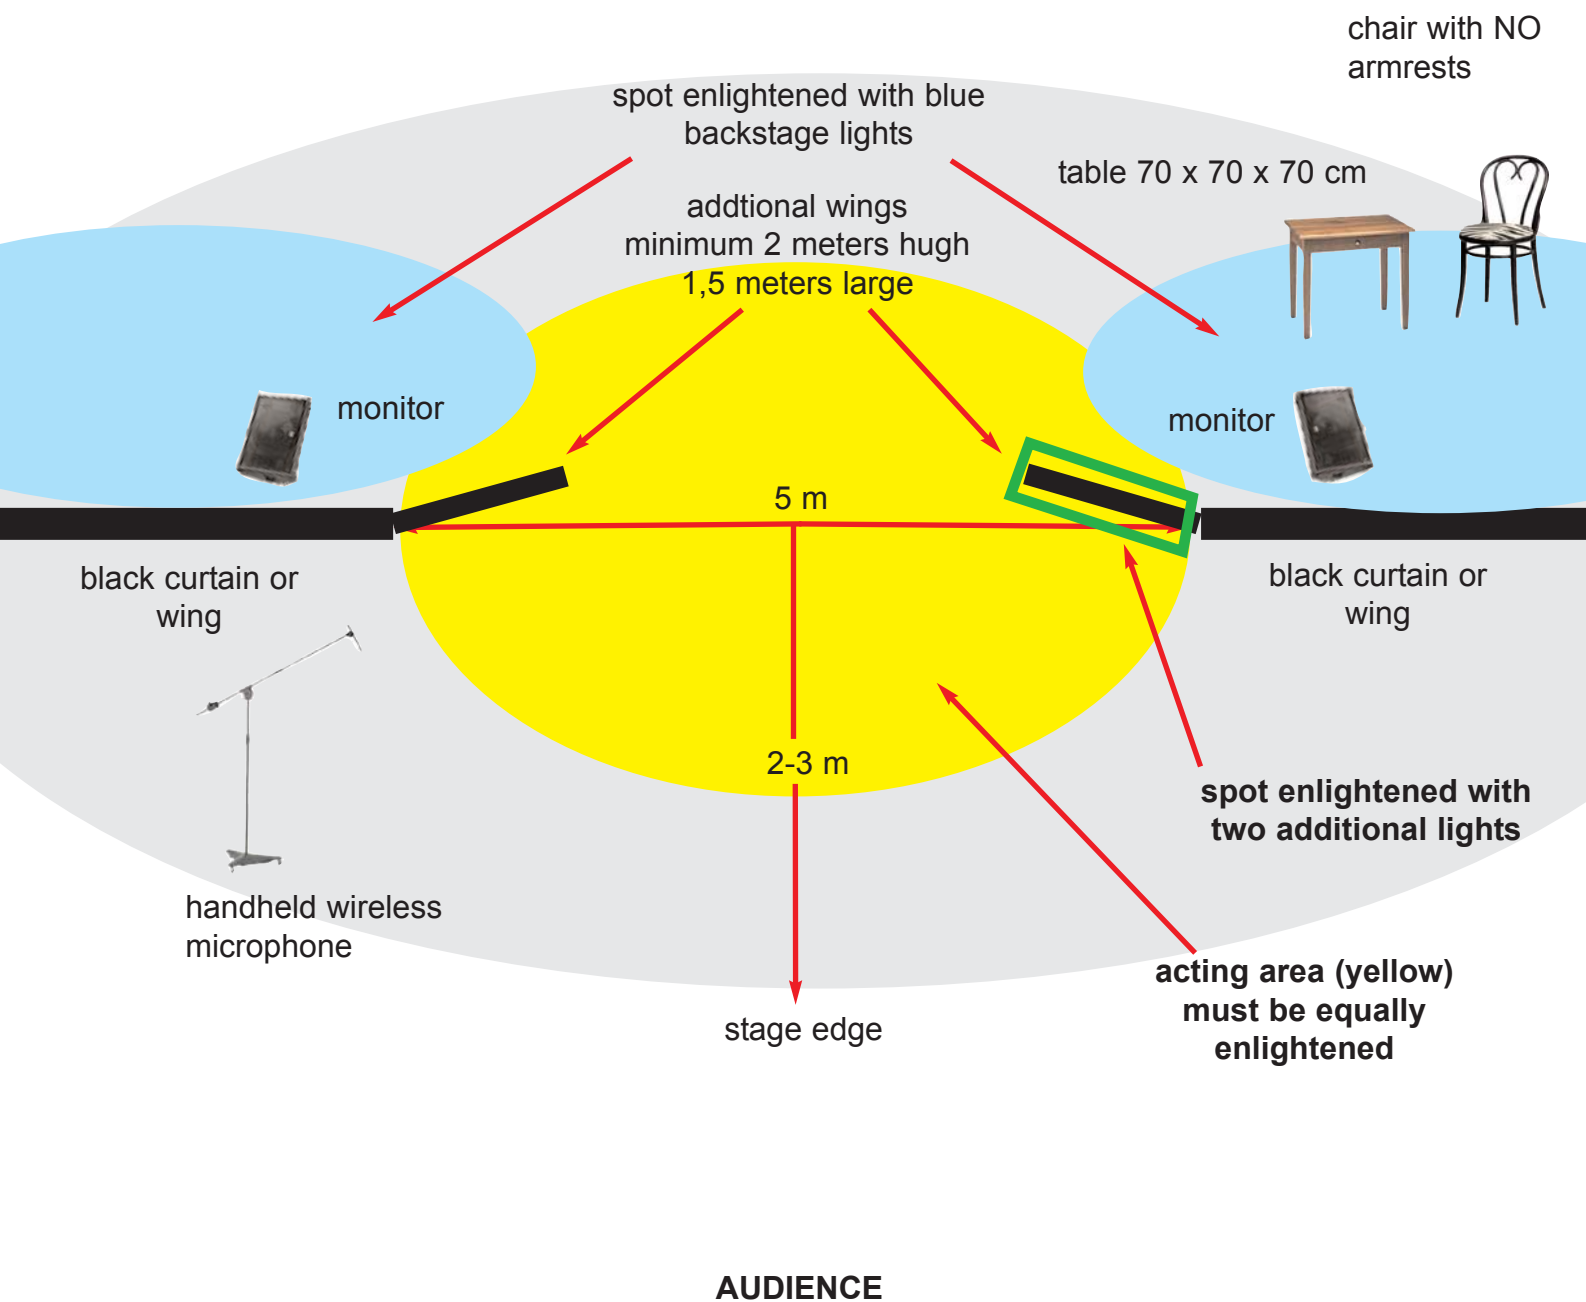 chair with NO
armrests
spot enlightened with blue
backstage lights
table 70 x 70 x 70 cm
addtional wings
minimum 2 meters hugh
1,5 meters large
monitor
monitor
5 m
black curtain or
wing
black curtain or
wing
2-3 m
spot enlightened with
two additional lights
handheld wireless
microphone
acting area (yellow)
must be equally
enlightened
stage edge
AUDIENCE